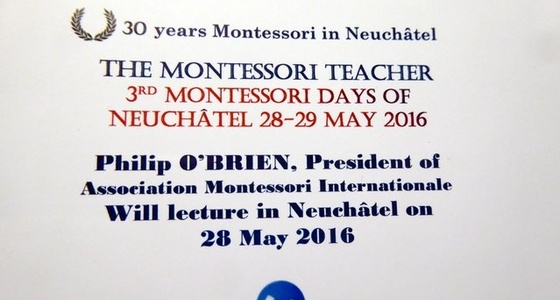 30 years Montessori in Neuchâtel
THE MONTESSORI TEACHER
3RD MONTESSORI DAYS OF
NEUCHÂTEL 28-29 MAY 2016
Philip O'BRIEN, President of
Association Montessori Internationale
Will lecture in Neuchâtel on
28 May 2016